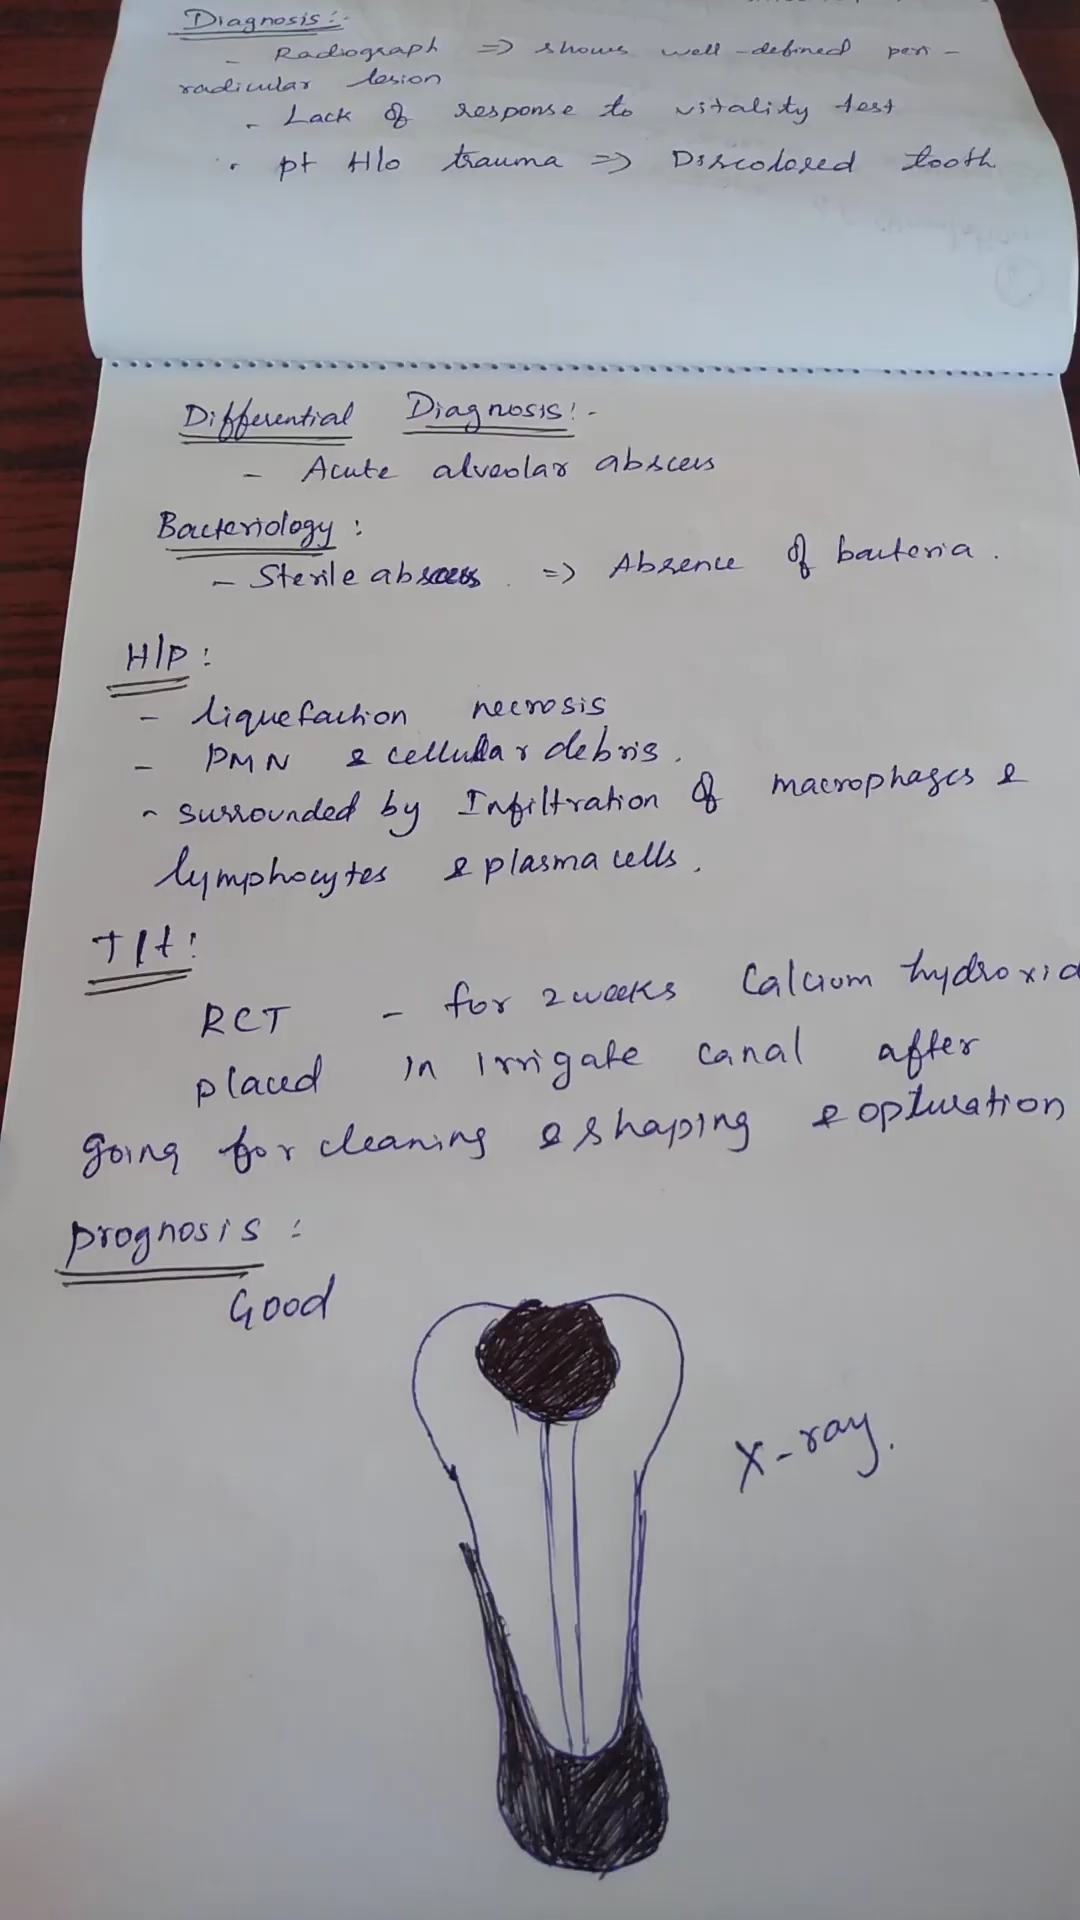 Diagnosis:-
- Radiograph => shows well-defined peri-
radicular lesion
- Lack of response to vitality test
- pt H/o trauma => Discolored tooth
Differential Diagnosis:-
- Acute alveolar abscess
Bacteriology:
- Sterile abscess => Absence of bacteria.
H/P:
- liquefaction necrosis
- PMN & cellular debris.
- surrounded by Infiltration of macrophages &
lymphocytes & plasma cells.
T/t:
RCT - for 2 weeks Calcium hydroxid
placed in irrigate canal after
going for cleaning & shaping & opturation
prognosis:
Good
X-ray.